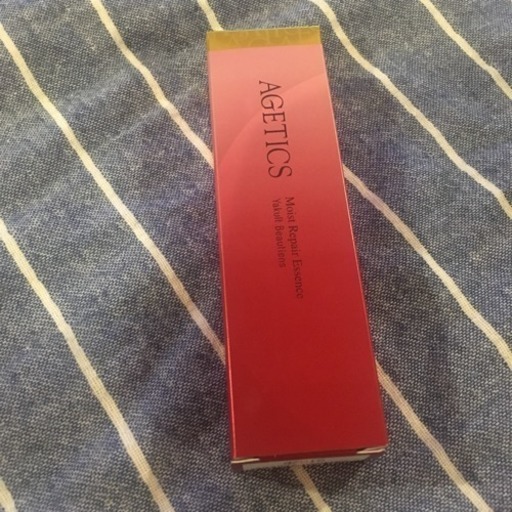 AGETICS
Moist Repair Essence
Yakult Beautiens